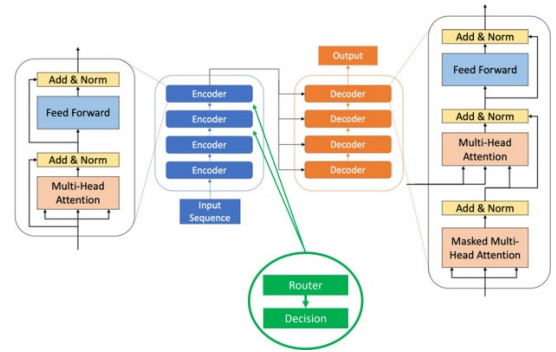 Add & Norm
Feed Forward
Add & Norm
Multi-Head
Attention
Encoder
Encoder
Encoder
Encoder
Input
Sequence
Output
Decoder
Decoder
Decoder
Decoder
Router
Decision
Add & Norm
Feed Forward
Add & Norm
Multi-Head
Attention
Add & Norm
Masked Multi-
Head Attention